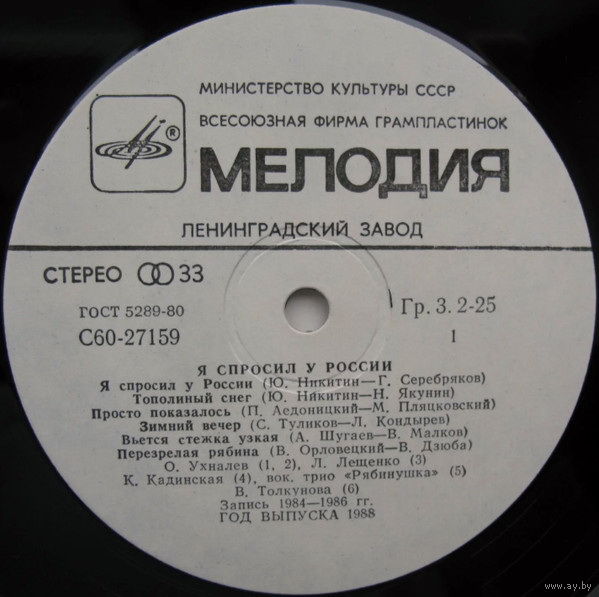 МИНИСТЕРСТВО КУЛЬТУРЫ СССР
ВСЕСОЮЗНАЯ ФИРМА ГРАМПЛАСТИНОК
®
МЕЛОДИЯ
ЛЕНИНГРАДСКИЙ ЗАВОД
СТЕРЕО 33
ГОСТ 5289-80
Гр. 3. 2-25
С60-27159
1
Я СПРОСИЛ У РОССИИ
Я спросил у России (Ю. Никитин—Г. Серебряков)
Тополиный снег (Ю. Никитин—Н. Якунин)
Просто показалось (П. Аедоницкий—М. Пляцковский)
Зимний вечер (С. Туликов—Л. Кондырев)
Вьется стежка узкая (А. Шугаев—В. Малков)
Перезрелая рябина (В. Орловецкий—В. Дзюба)
О. Ухналев (1, 2), Л. Лещенко (3)
К. Кадинская (4), вок. трио «Рябинушка» (5)
В. Толкунова (6)
Запись 1984—1986 гг.
ГОД ВЫПУСКА 1988
www.ay.by